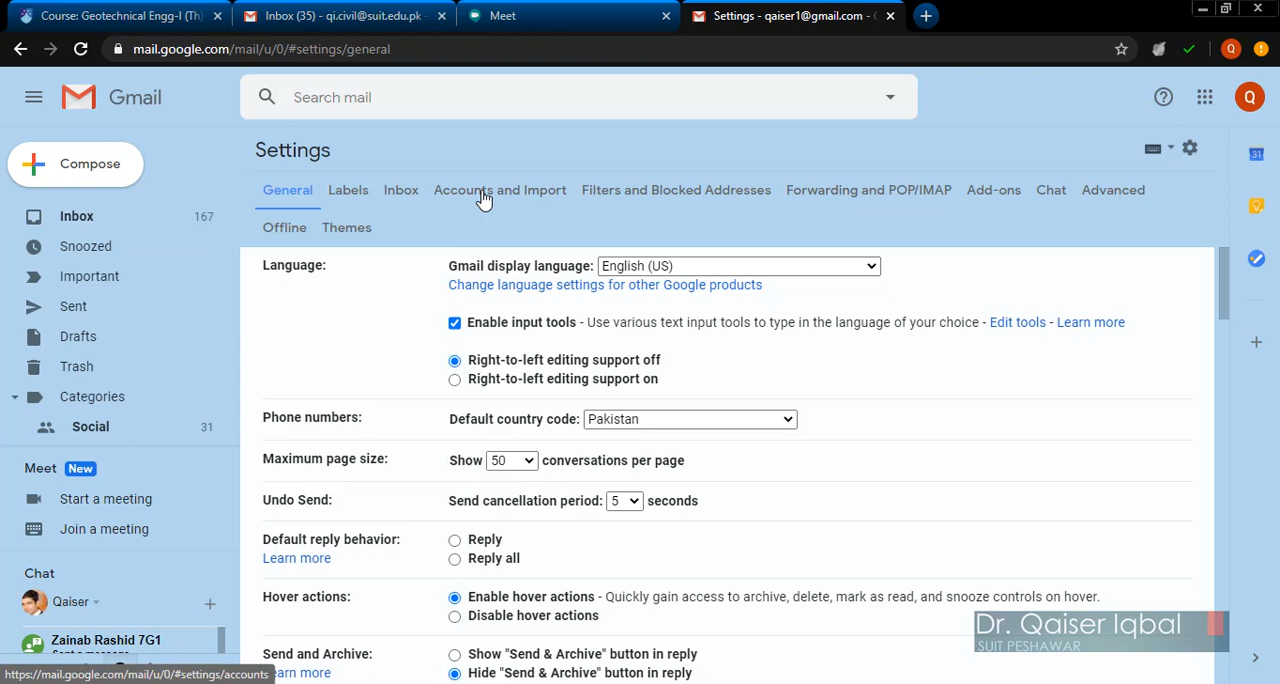 Course: Geotechnical Engg-I (Th)
Inbox (35) - qi.civil@suit.edu.pk -
Meet
Settings - qaiser1@gmail.com -
mail.google.com/mail/u/0/#settings/general
Q
Gmail
Search mail
Q
Compose
Settings
General Labels Inbox Accounts and Import Filters and Blocked Addresses Forwarding and POP/IMAP Add-ons Chat Advanced
Offline Themes
Inbox 167
Snoozed
Important
Sent
Drafts
Trash
Categories
Social 31
Meet New
Start a meeting
Join a meeting
Chat
Qaiser
Zainab Rashid 7G1
31
Language:
Gmail display language: English (US)
Change language settings for other Google products
Enable input tools - Use various text input tools to type in the language of your choice - Edit tools - Learn more
Right-to-left editing support off
Right-to-left editing support on
Phone numbers:
Default country code: Pakistan
Maximum page size:
Show 50 conversations per page
Undo Send:
Send cancellation period: 5 seconds
Default reply behavior:
Learn more
Reply
Reply all
Hover actions:
Enable hover actions - Quickly gain access to archive, delete, mark as read, and snooze controls on hover.
Disable hover actions
Send and Archive:
earn more
Show "Send & Archive" button in reply
Hide "Send & Archive" button in reply
Dr. Qaiser Iqbal
SUIT PESHAWAR
https://mail.google.com/mail/u/0/#settings/accounts